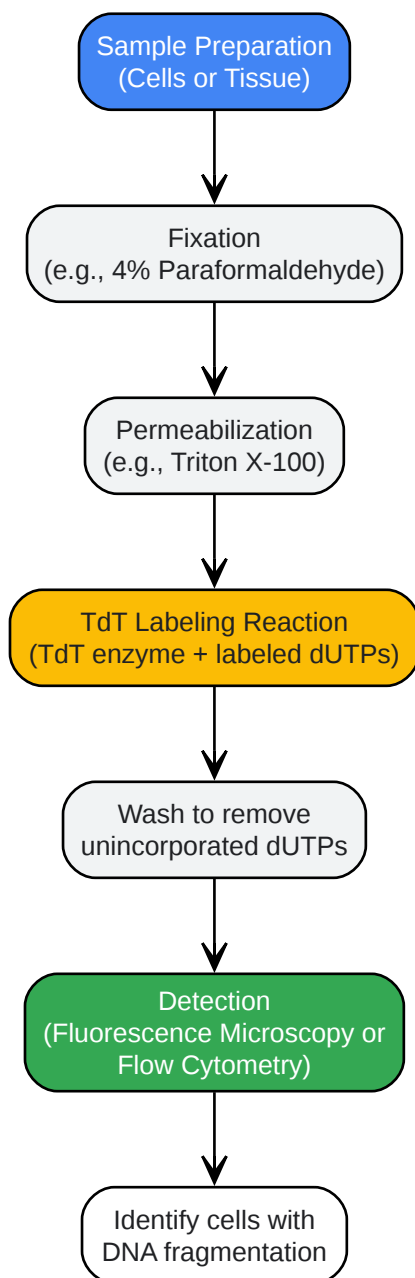 Sample Preparation
(Cells or Tissue)
Fixation
(e.g., 4% Paraformaldehyde)
Permeabilization
(e.g., Triton X-100)
TdT Labeling Reaction
(TdT enzyme + labeled dUTPs)
Wash to remove
unincorporated dUTPs
Detection
(Fluorescence Microscopy or
Flow Cytometry)
Identify cells with
DNA fragmentation